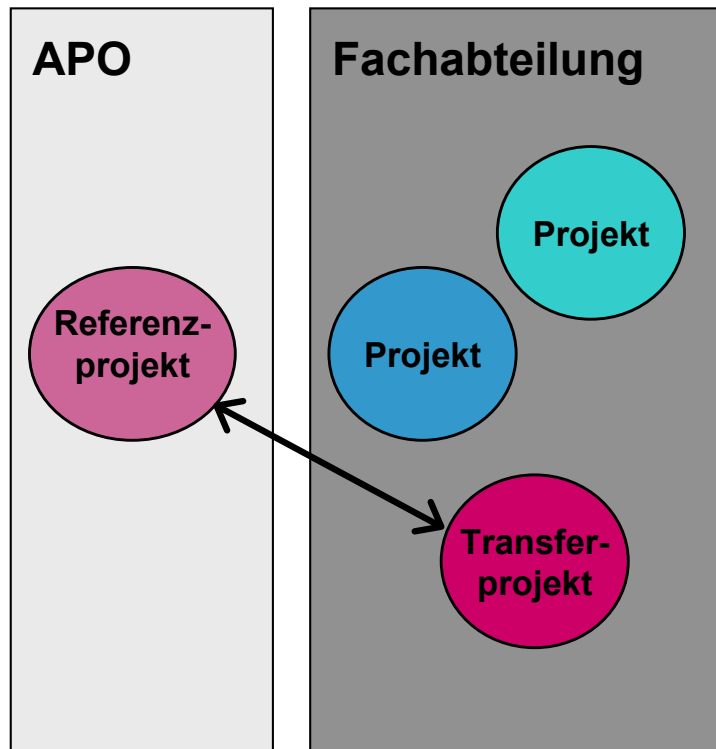 APO
Fachabteilung
Projekt
Referenz-
projekt
Projekt
Transfer-
projekt